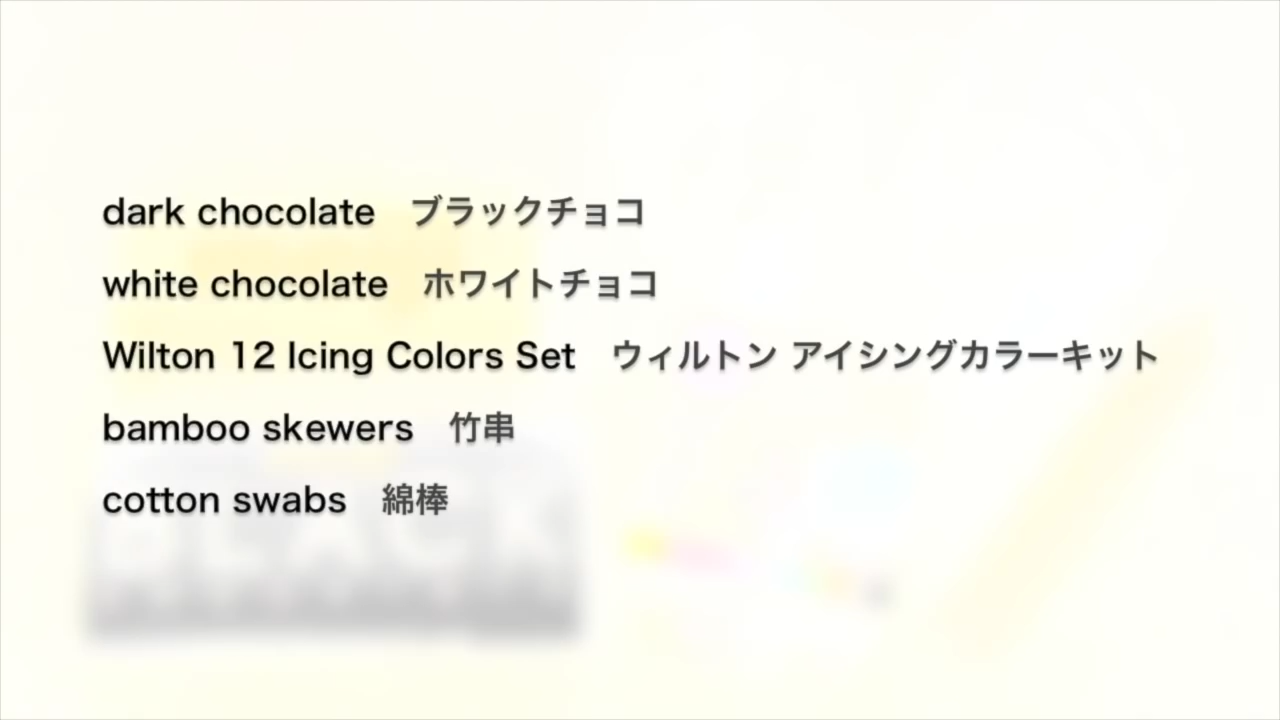 dark chocolate ブラックチョコ
white chocolate ホワイトチョコ
Wilton 12 Icing Colors Set ウィルトン アイシングカラーキット
bamboo skewers 竹串
cotton swabs 綿棒